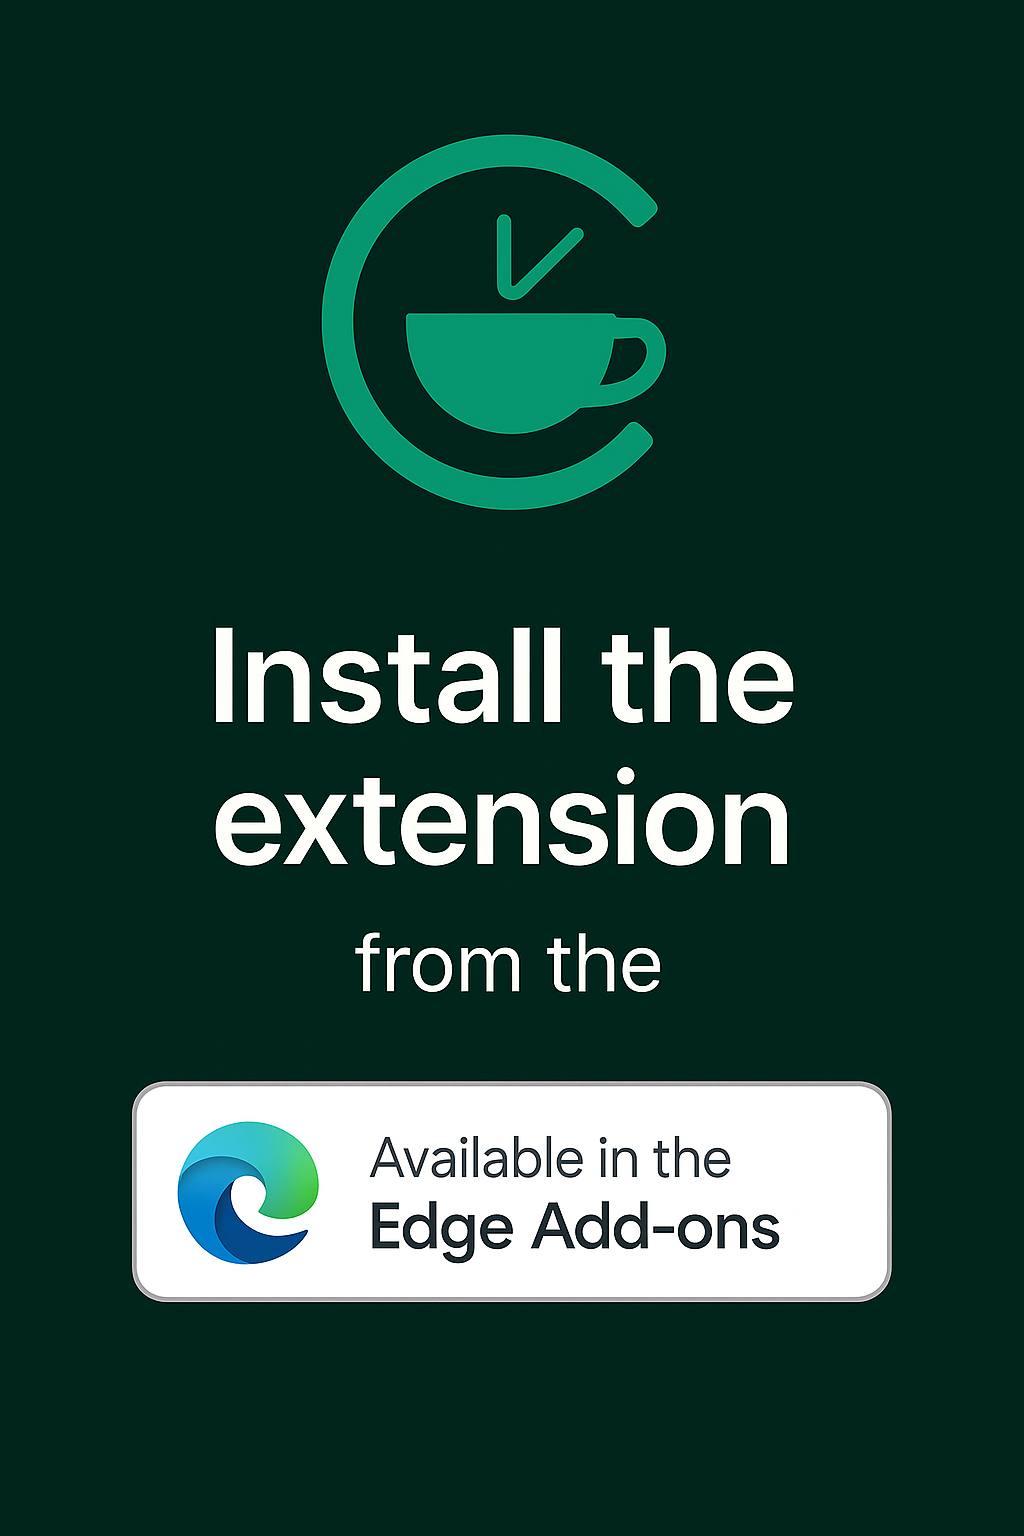 Install the
extension
from the
Available in the
Edge Add-ons